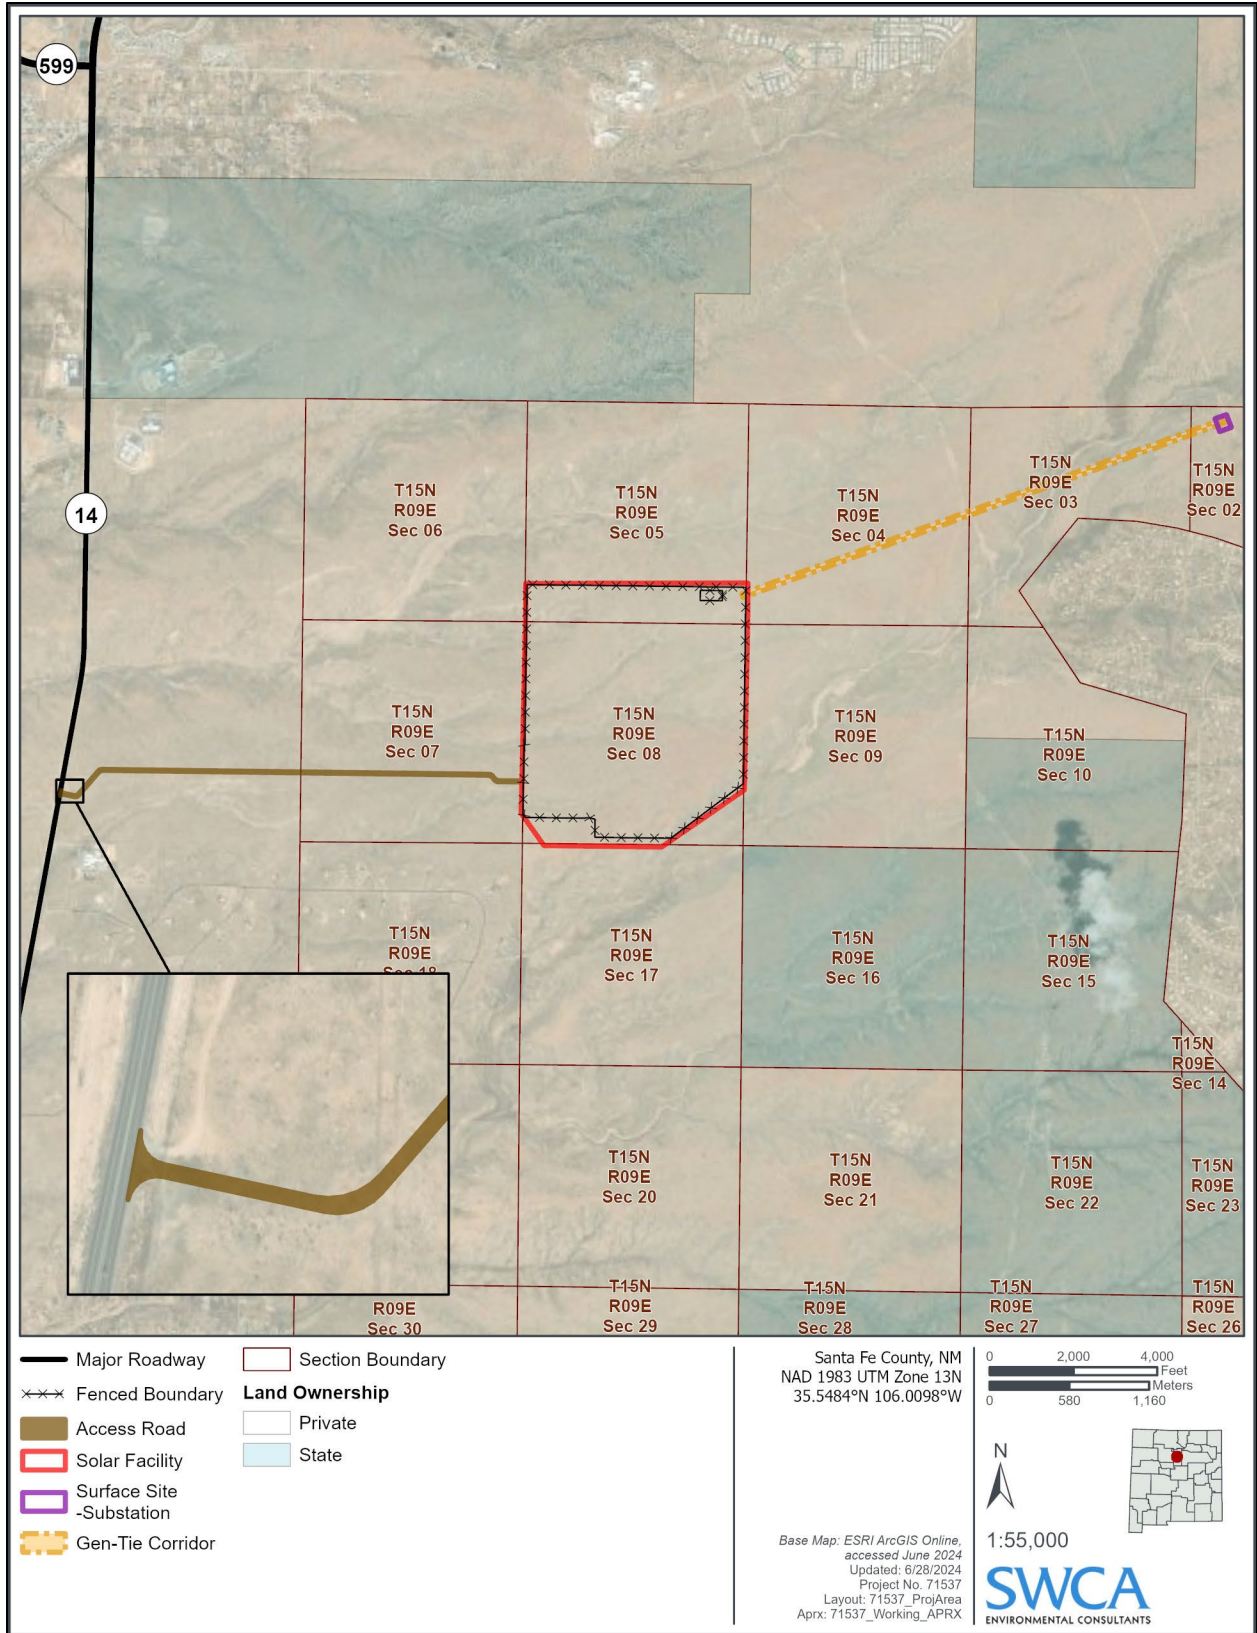 599
14
T15N
R09E
Sec 06
T15N
R09E
Sec 05
T15N
R09E
Sec 04
T15N
R09E
Sec 03
T15N
R09E
Sec 02
T15N
R09E
Sec 07
T15N
R09E
Sec 08
T15N
R09E
Sec 09
T15N
R09E
Sec 10
T15N
R09E
Sec 18
T15N
R09E
Sec 17
T15N
R09E
Sec 16
T15N
R09E
Sec 15
T15N
R09E
Sec 14
T15N
R09E
Sec 20
T15N
R09E
Sec 21
T15N
R09E
Sec 22
T15N
R09E
Sec 23
R09E
Sec 30
T15N
R09E
Sec 29
T15N
R09E
Sec 28
T15N
R09E
Sec 27
T15N
R09E
Sec 26
Major Roadway
Fenced Boundary
Access Road
Solar Facility
Surface Site
-Substation
Gen-Tie Corridor
Section Boundary
Land Ownership
Private
State
Santa Fe County, NM
NAD 1983 UTM Zone 13N
35.5484°N 106.0098°W
Base Map: ESRI ArcGIS Online,
accessed June 2024
Updated: 6/28/2024
Project No. 71537
Layout: 71537_ProjArea
Aprx: 71537_Working_APRX
0 2,000 4,000
Feet
Meters
0 580 1,160
N
1:55,000
SWCA
ENVIRONMENTAL CONSULTANTS